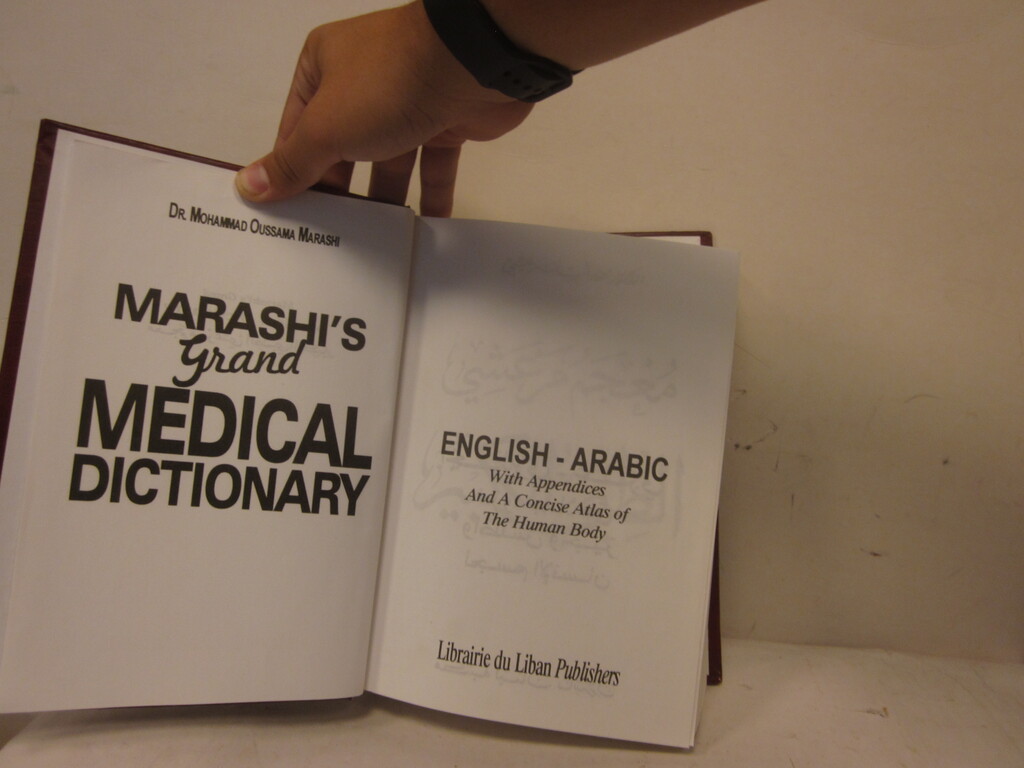 DR. MOHAMMAD OUSSAMA MARASHI
MARASHI'S
Grand
MEDICAL
DICTIONARY
ENGLISH - ARABIC
With Appendices
And A Concise Atlas of
The Human Body
Librairie du Liban Publishers